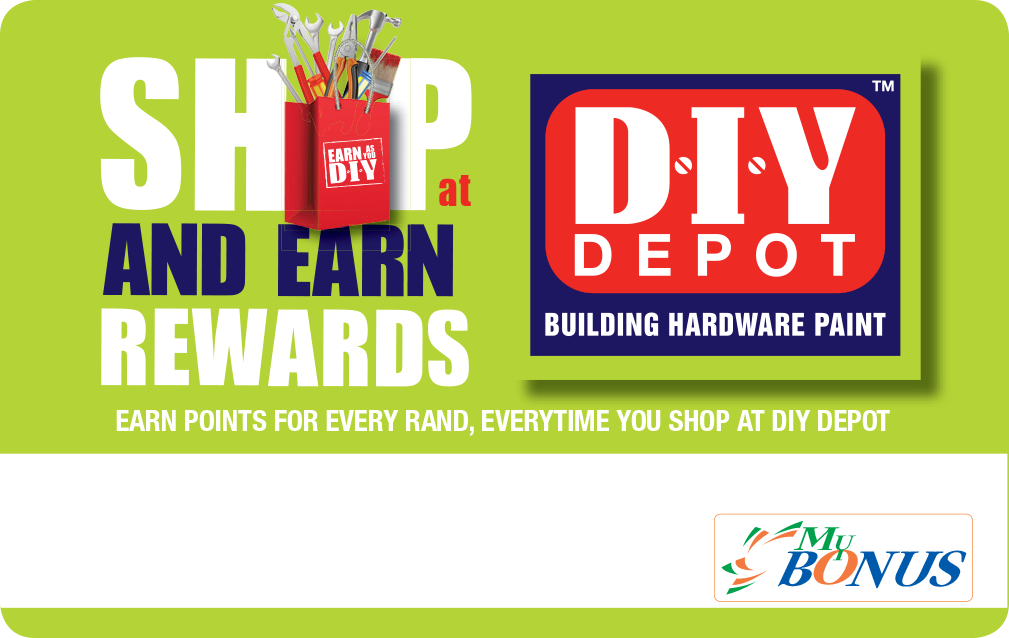 SHOP
EARN AS YOU
D·I·Y
at
AND EARN
REWARDS
TM
D·I·Y
DEPOT
BUILDING HARDWARE PAINT
EARN POINTS FOR EVERY RAND, EVERYTIME YOU SHOP AT DIY DEPOT
My
BONUS